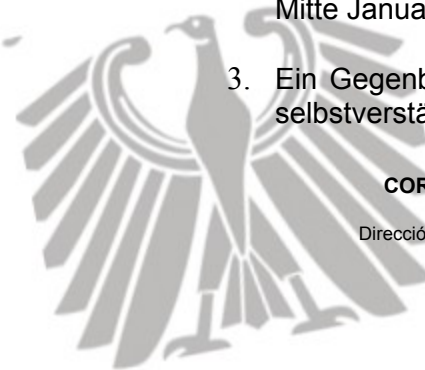 Mitte Janua
3. Ein Gegenb
selbstverstä
COR
Direcció